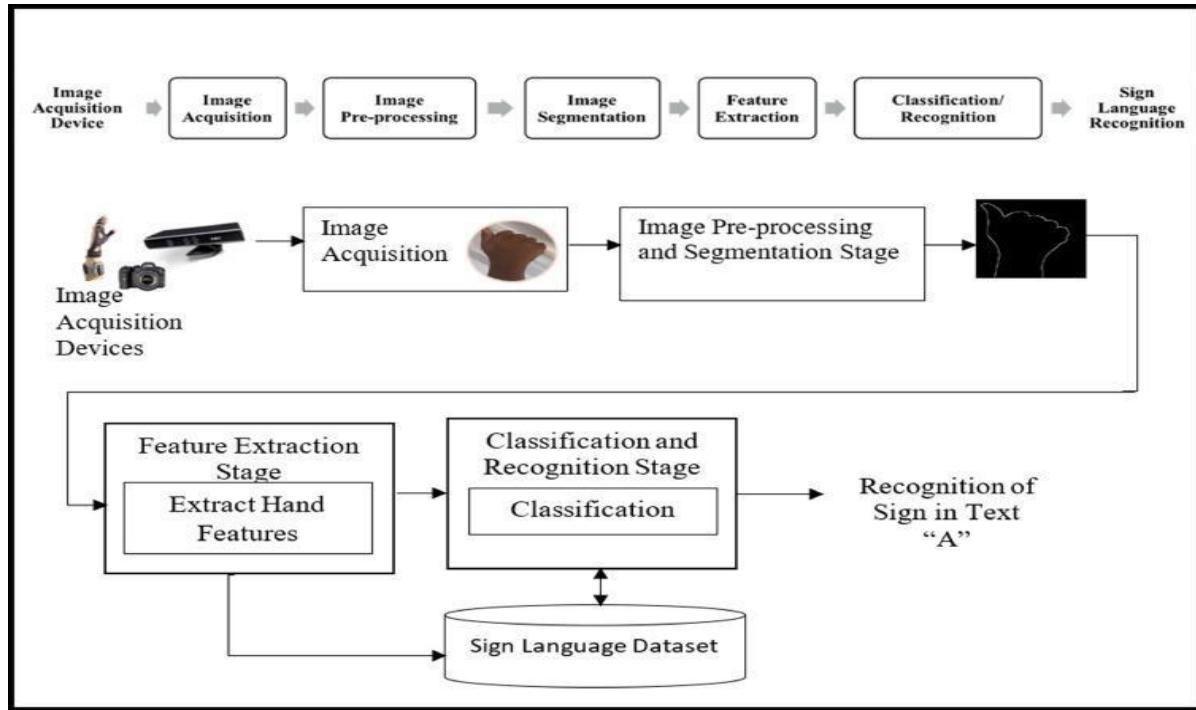 Image
Acquisition
Device
Image
Acquisition
Image
Pre-processing
Image
Segmentation
Feature
Extraction
Classification/
Recognition
Sign
Language
Recognition
Image
Acquisition
Devices
Image
Acquisition
Image Pre-processing
and Segmentation Stage
Feature Extraction
Stage
Extract Hand
Features
Classification and
Recognition Stage
Classification
Recognition of
Sign in Text
“A”
Sign Language Dataset